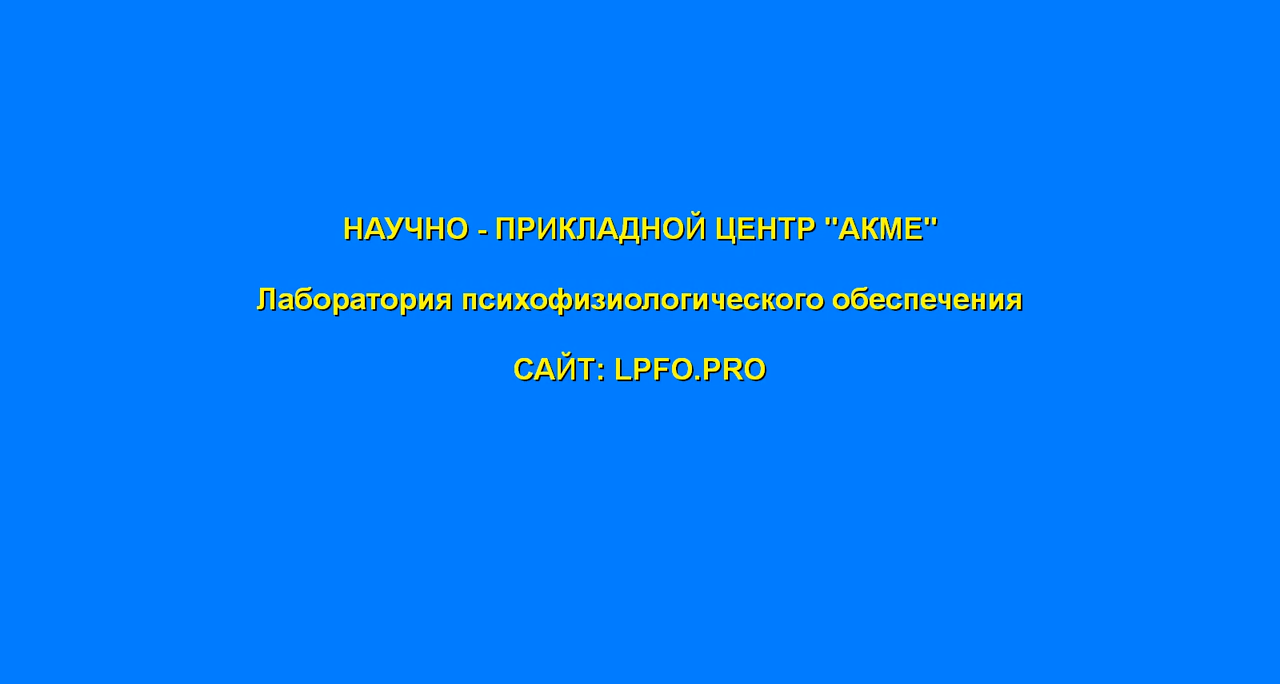 НАУЧНО - ПРИКЛАДНОЙ ЦЕНТР "АКМЕ"
Лаборатория психофизиологического обеспечения
САЙТ: LPFO.PRO